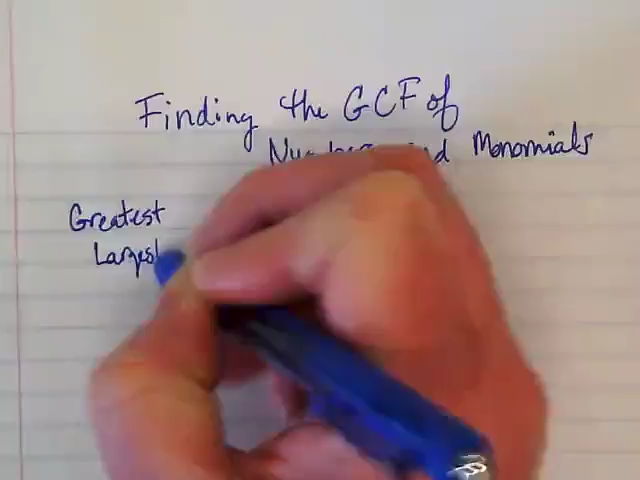 Finding the GCF of
Monomials
Greatest
Largest